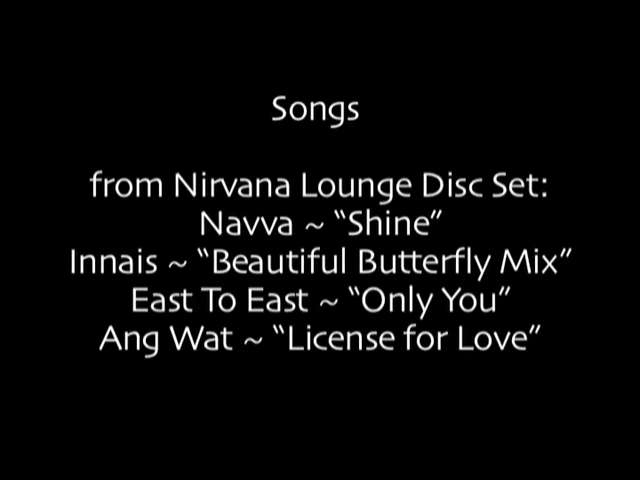 Songs
from Nirvana Lounge Disc Set:
Navva ~ “Shine”
Innais ~ “Beautiful Butterfly Mix”
East To East ~ “Only You”
Ang Wat ~ “License for Love”